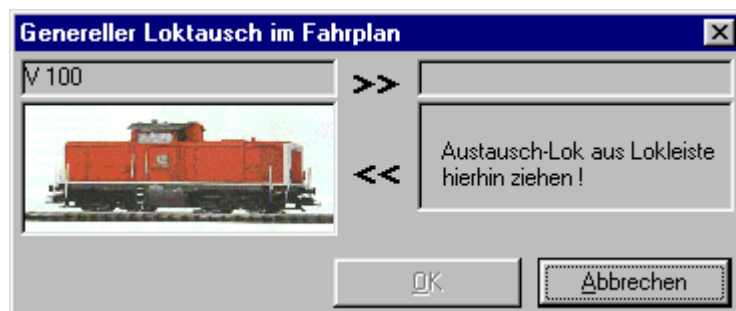 Genereller Loktausch im Fahrplan
V 100
>>
<<
Austausch-Lok aus Lokleiste
hierhin ziehen !
OK
Abbrechen